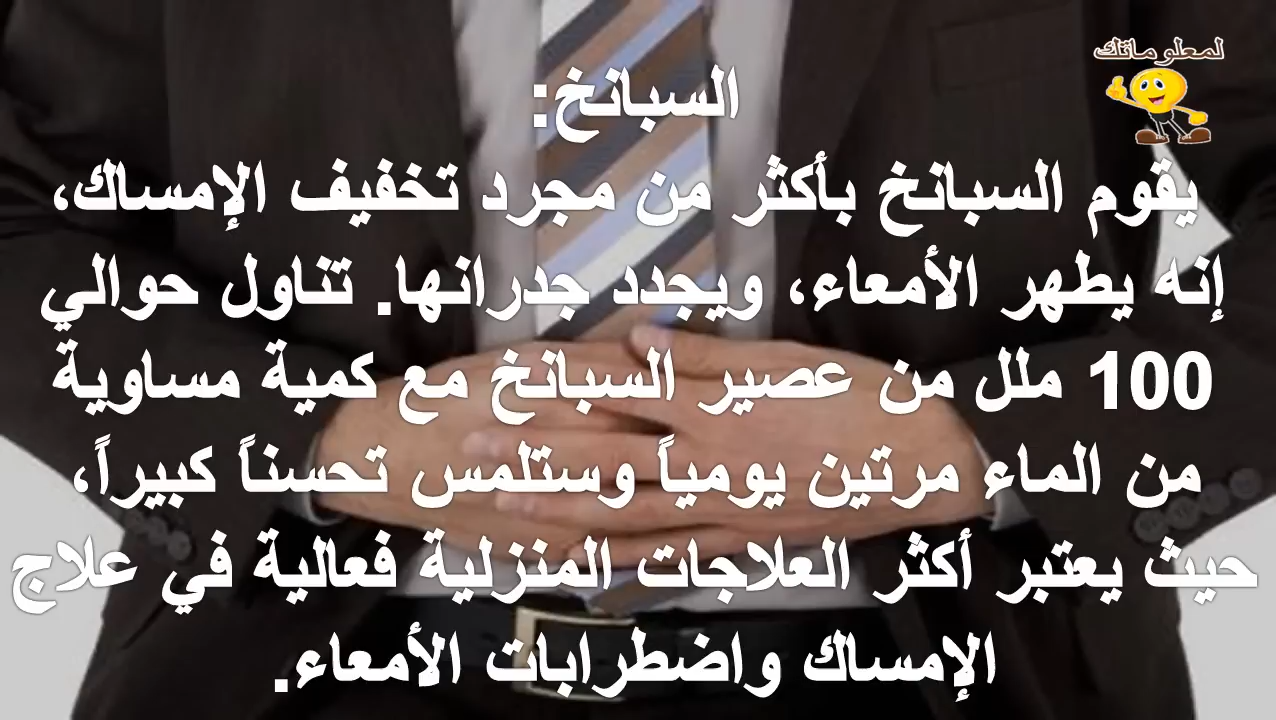 لمعلوماتك
السبانخ:
يقوم السبانخ بأكثر من مجرد تخفيف الإمساك،
إنه يطهر الأمعاء، ويجدد جدرانها. تناول حوالي
100 ملل من عصير السبانخ مع كمية مساوية
من الماء مرتين يومياً وستلمس تحسناً كبيراً،
حيث يعتبر أكثر العلاجات المنزلية فعالية في علاج
الإمساك واضطرابات الأمعاء.